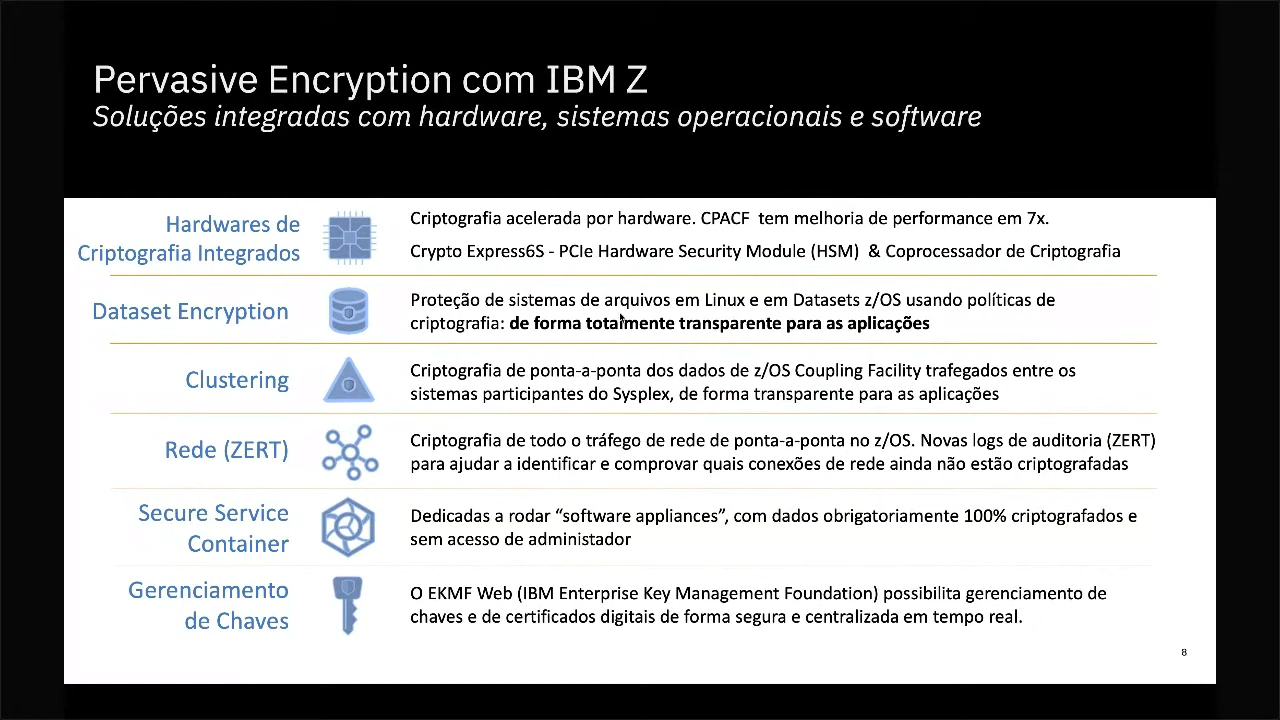 Pervasive Encryption com IBM Z
Soluções integradas com hardware, sistemas operacionais e software
Hardwares de
Criptografia Integrados
Criptografia acelerada por hardware. CPACF tem melhoria de performance em 7x.
Crypto Express6S - PCIe Hardware Security Module (HSM) & Coprocessador de Criptografia
Dataset Encryption
Proteção de sistemas de arquivos em Linux e em Datasets z/OS usando políticas de
criptografia: de forma totalmente transparente para as aplicações
Clustering
Criptografia de ponta-a-ponta dos dados de z/OS Coupling Facility trafegados entre os
sistemas participantes do Sysplex, de forma transparente para as aplicações
Rede (ZERT)
Criptografia de todo o tráfego de rede de ponta-a-ponta no z/OS. Novas logs de auditoria (ZERT)
para ajudar a identificar e comprovar quais conexões de rede ainda não estão criptografadas
Secure Service
Container
Dedicadas a rodar “software appliances”, com dados obrigatoriamente 100% criptografados e
sem acesso de administador
Gerenciamento
de Chaves
O EKMF Web (IBM Enterprise Key Management Foundation) possibilita gerenciamento de
chaves e de certificados digitais de forma segura e centralizada em tempo real.
8